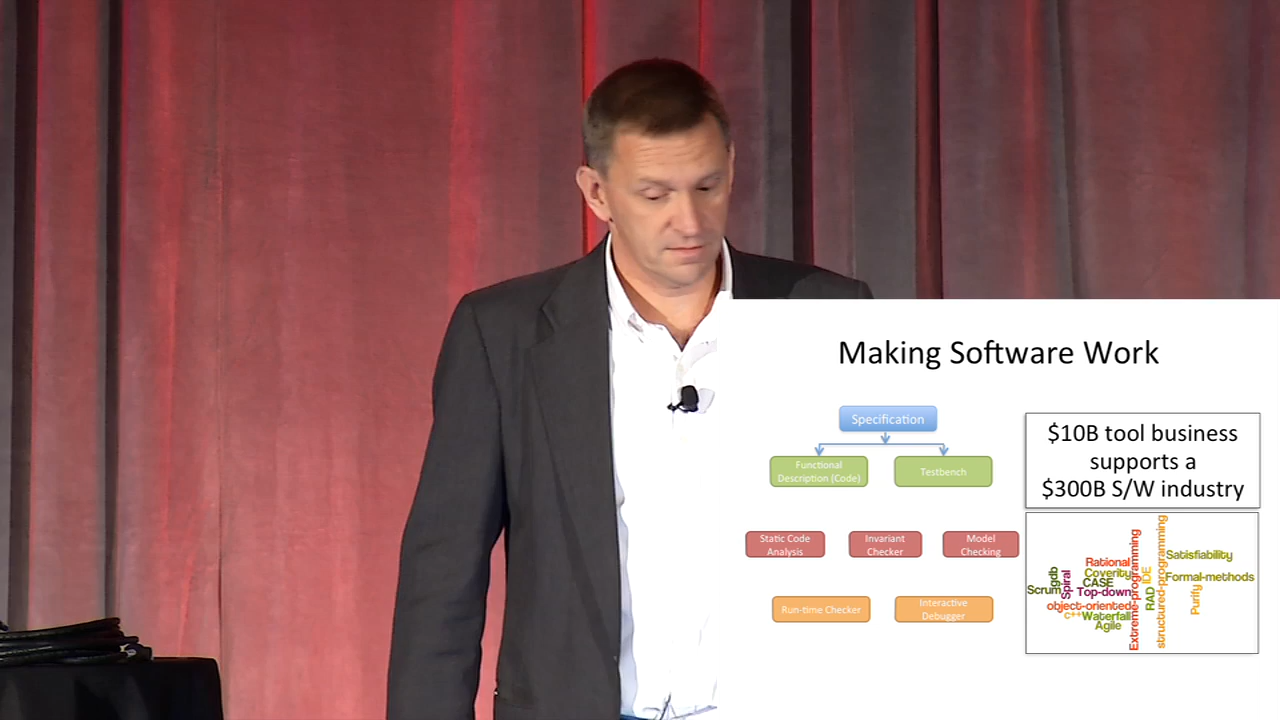 Making Software Work
Specification
Functional
Description (Code)
Testbench
$10B tool business
supports a
$300B S/W industry
Static Code
Analysis
Invariant
Checker
Model
Checking
Run-time Checker
Interactive
Debugger
Scrum
gdb
Spiral
Rational
Coverity
CASE
Top-down
object-oriented
c++
Waterfall
Agile
Extreme-programming
RAD
IDE
structured-programming
Satisfiability
Formal-methods
Purify